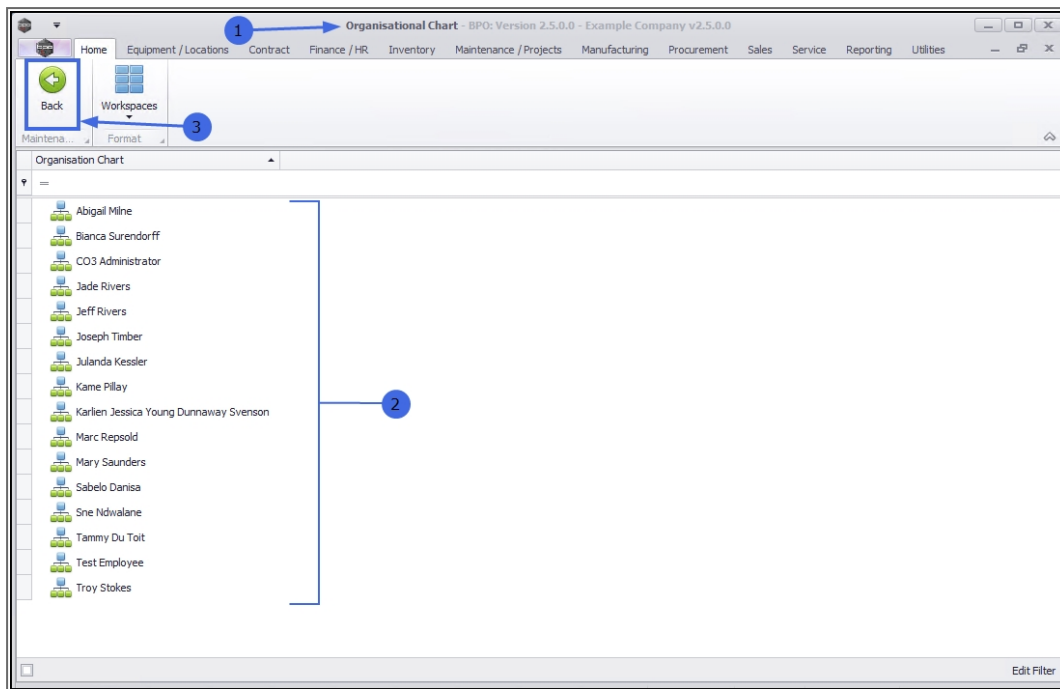 1
Organisational Chart - BPO: Version 2.5.0.0 - Example Company v2.5.0.0
Home Equipment / Locations Contract Finance / HR Inventory Maintenance / Projects Manufacturing Procurement Sales Service Reporting Utilities
Back Workspaces
3
Maintena... Format
Organisation Chart
=
Abigail Milne
Bianca Surendorff
CO3 Administrator
Jade Rivers
Jeff Rivers
Joseph Timber
Julanda Kessler
Kame Pillay
2
Karlien Jessica Young Dunnaway Svenson
Marc Repsold
Mary Saunders
Sabelo Danisa
Sne Ndwalane
Tammy Du Toit
Test Employee
Troy Stokes
Edit Filter